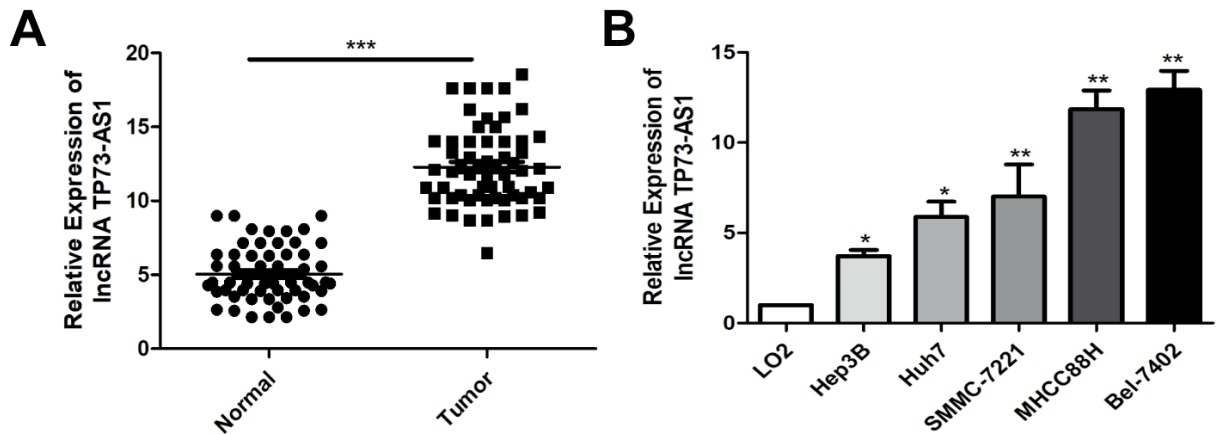 A
Relative Expression of
lncRNA TP73-AS1
20
15
10
5
0
***
Normal
Tumor
B
Relative Expression of
lncRNA TP73-AS1
15
10
5
0
*
*
**
**
**
LO2
Hep3B
Huh7
SMMC-7221
MHCC88H
Bel-7402